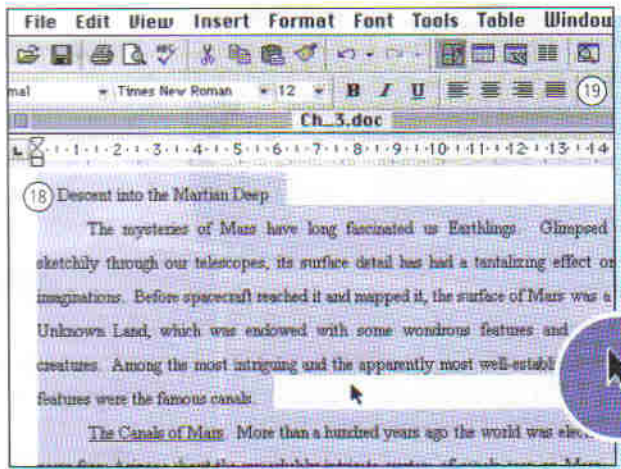 File Edit View Insert Format Font Tools Table Windou
mal Times New Roman 12 B I U 19
Ch_3.doc
1 2 3 4 5 6 7 8 9 10 11 12 13 14
18 Descent into the Martian Deep
The mysteries of Mars have long fascinated us Earthlings. Glimpsed
sketchily through our telescopes, its surface detail has had a tantalizing effect on
imaginations. Before spacecraft reached it and mapped it, the surface of Mars was a
Unknown Land, which was endowed with some wondrous features and
creatures. Among the most intriguing and the apparently most well-establ
features were the famous canals.
The Canals of Mars. More than a hundred years ago the world was elec